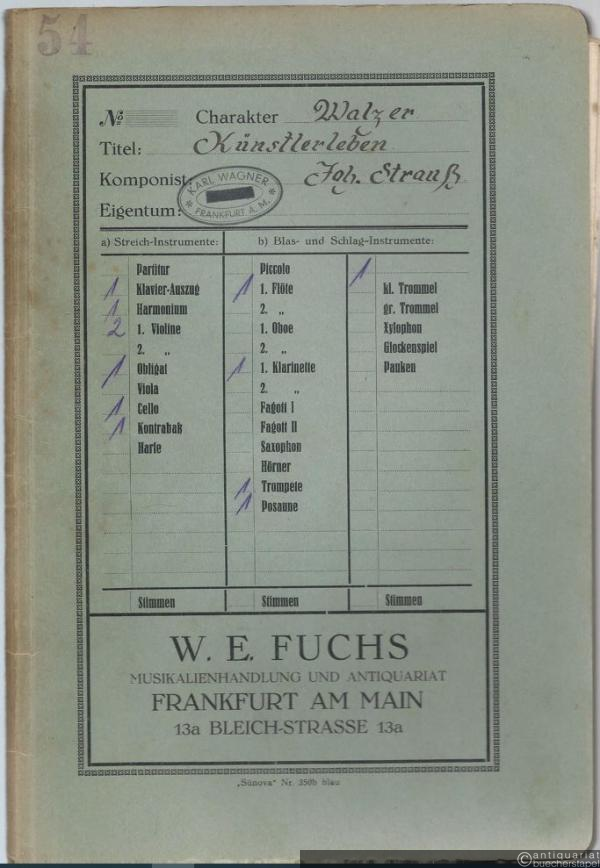 54
№ Charakter Walzer
Titel: Künstlerleben
Komponist: Joh. Strauß
KARL WAGNER
FRANKFURT A. M.
Eigentum:
a) Streich-Instrumente:
Partitur
1 Klavier-Auszug
1 Harmonium
2 1. Violine
2. „
1 Obligat
Viola
1 Cello
1 Kontrabaß
Harfe
Stimmen
b) Blas- und Schlag-Instrumente:
Piccolo
1 1. Flöte
2. „
1. Oboe
2. „
1 1. Klarinette
2. „
Fagott I
Fagott II
Saxophon
Hörner
1 Trompete
1 Posaune
Stimmen
1
kl. Trommel
gr. Trommel
Xylophon
Glockenspiel
Pauken
Stimmen
W. E. FUCHS
MUSIKALIENHANDLUNG UND ANTIQUARIAT
FRANKFURT AM MAIN
13a BLEICH-STRASSE 13a
„Sünova" Nr. 350b blau
©antiquariat
buecherstapel